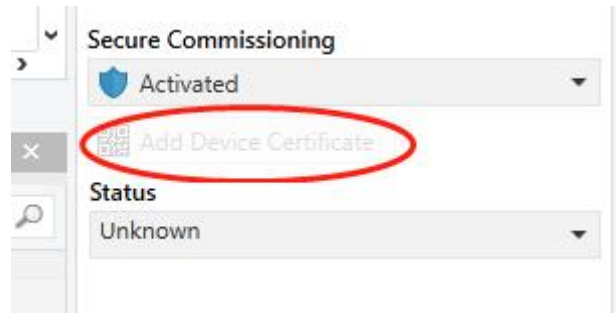 Secure Commissioning
Activated
Add Device Certificate
Status
Unknown